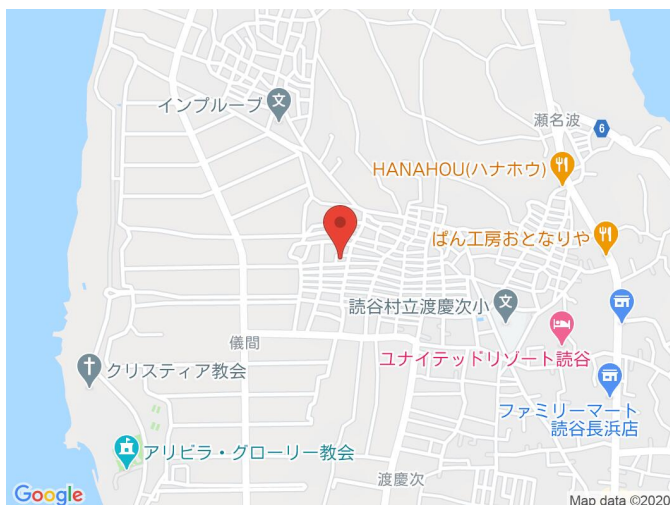 インプルーブ
瀬名波
6
HANAHOU(ハナホウ)
ぱん工房おとなりや
読谷村立渡慶次小
儀間
ユナイテッドリゾート読谷
クリスティア教会
ファミリーマート
読谷長浜店
アリビラ・グローリー教会
渡慶次
Google
Map data ©2020